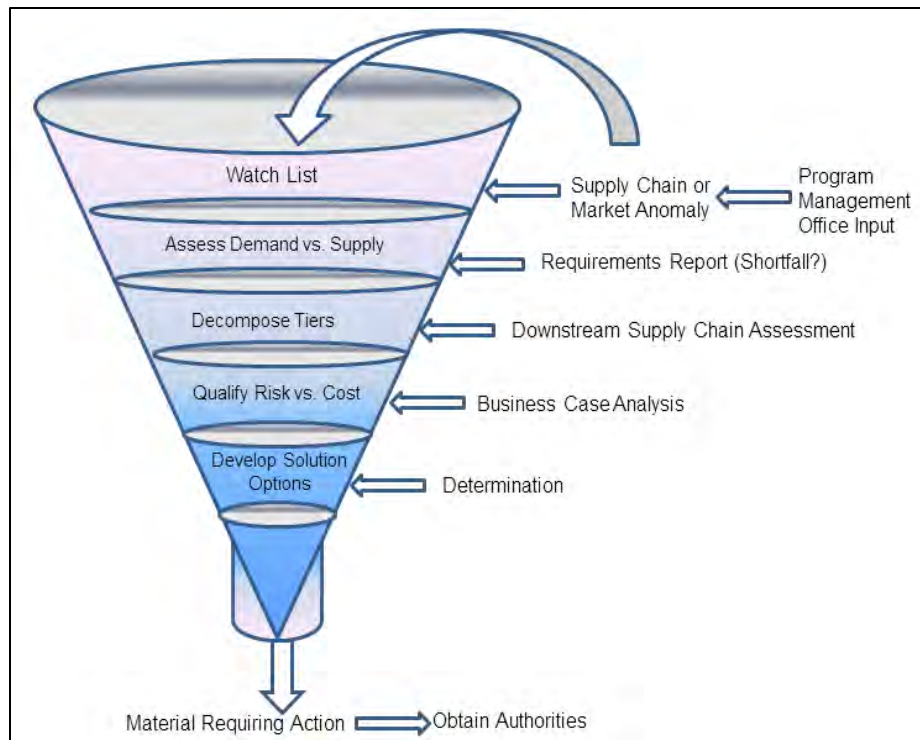 Watch List
Supply Chain or
Market Anomaly
Program
Management
Office Input
Assess Demand vs. Supply
Requirements Report (Shortfall?)
Decompose Tiers
Downstream Supply Chain Assessment
Qualify Risk vs. Cost
Business Case Analysis
Develop Solution
Options
Determination
Material Requiring Action
Obtain Authorities